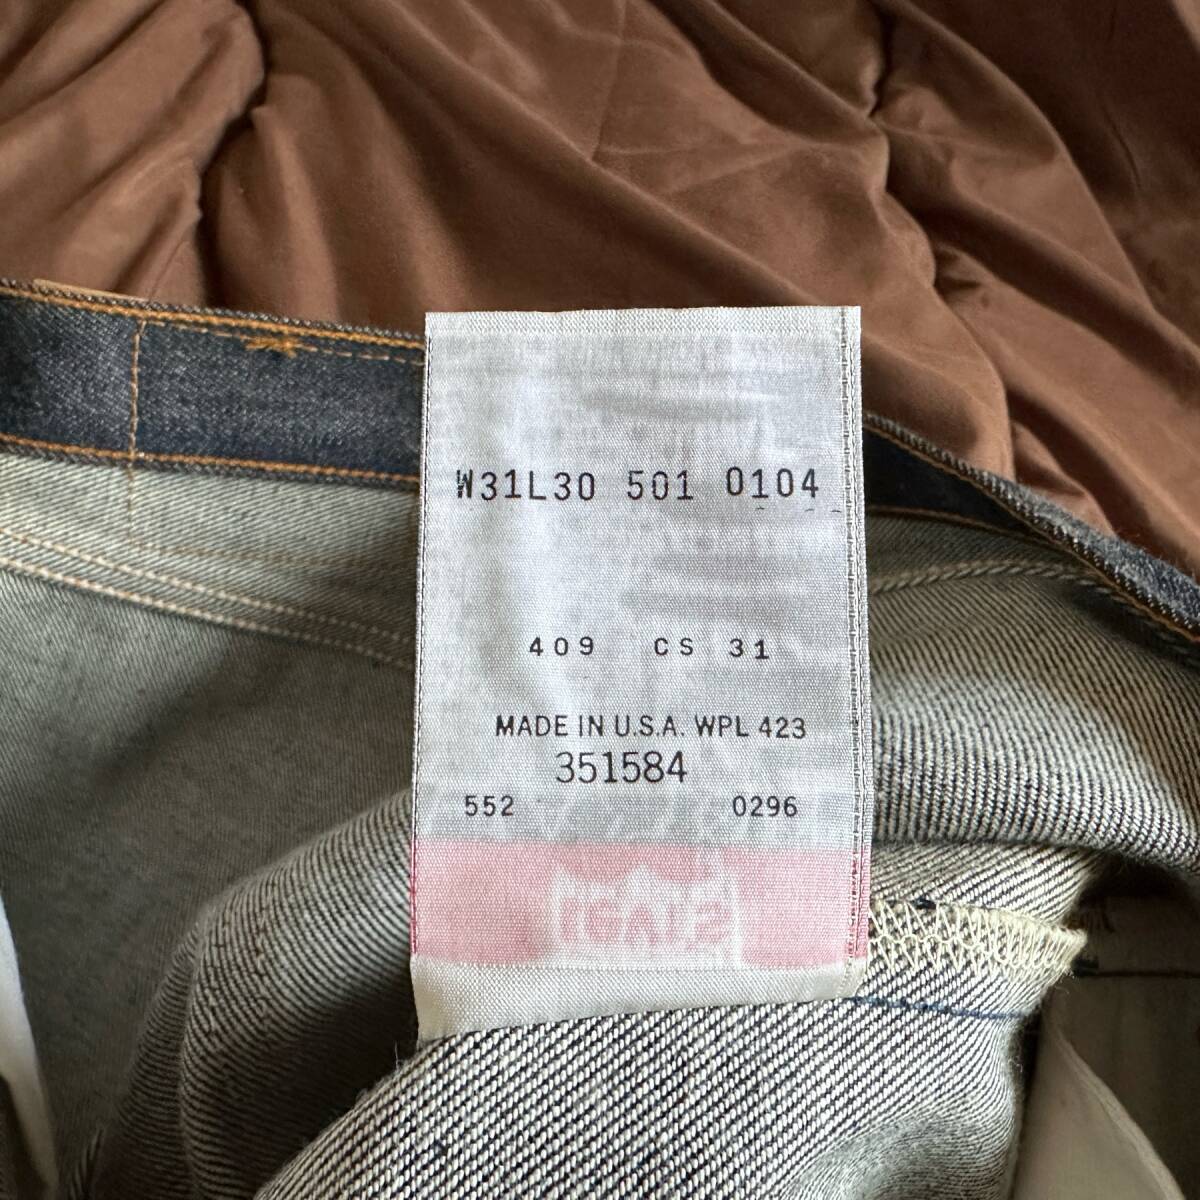 W31L30 501 0104
409 CS 31
MADE IN U.S.A. WPL 423
351584
552 0296